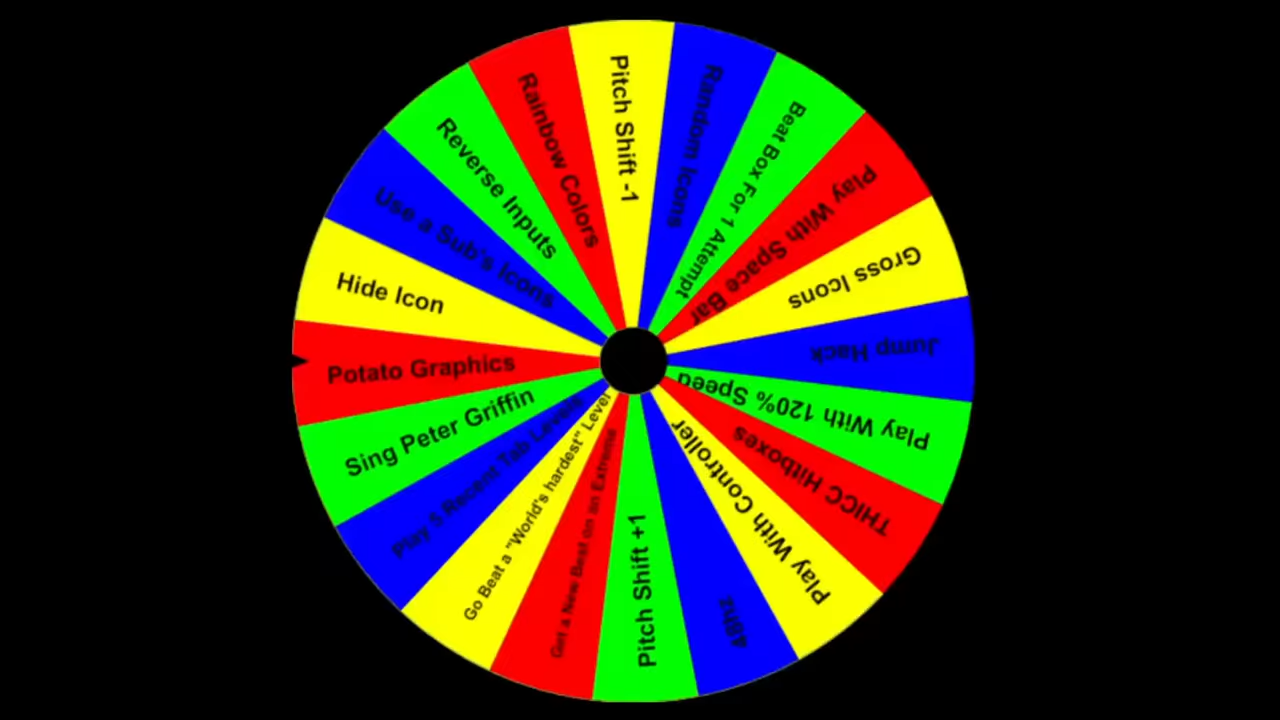 Pitch Shift -1
Random Icons
Beat Box For 1 Attempt
Play With Space Bar
Gross Icons
Jump Hack
Play With 120% Speed
THICC Hitboxes
Play With Controller
48hz
Pitch Shift +1
Get a New Best on an Extreme
Go Beat a "World's hardest" Level
Play 5 Recent Tab Levels
Sing Peter Griffin
Potato Graphics
Hide Icon
Use a Sub's Icons
Reverse Inputs
Rainbow Colors